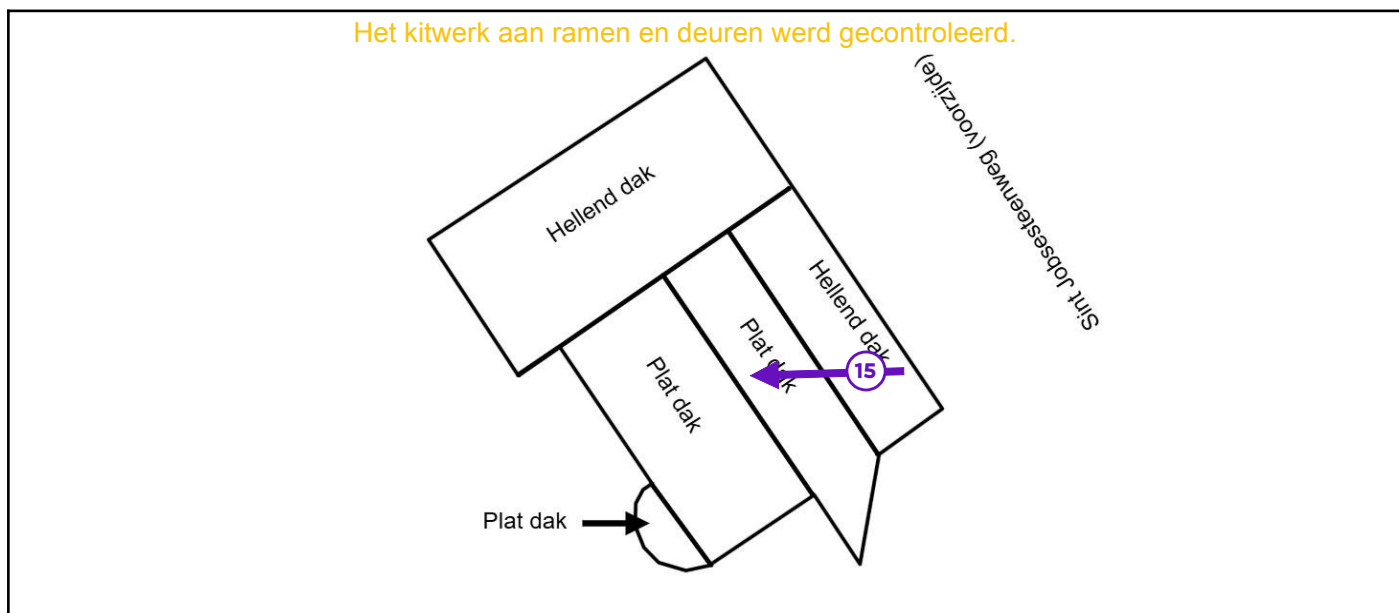 Het kitwerk aan ramen en deuren werd gecontroleerd.
Sint Jobsesteenweg (voorzijde)
Hellend dak
Hellend dak
Plat dak
15
Plat dak
Plat dak